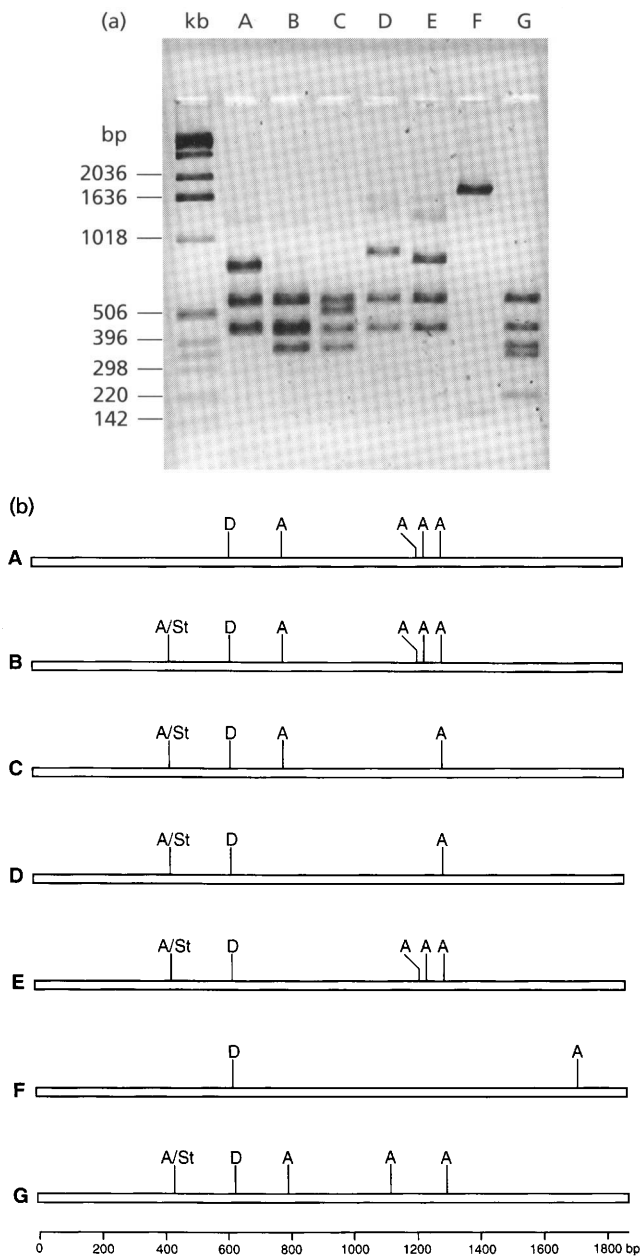 (a) kb A B C D E F G
bp
2036
1636
1018
506
396
298
220
142
(b)
D A A A A
A
A/St D A A A A
B
A/St D A A
C
A/St D A
D
A/St D A A A
E
D A
F
A/St D A A A
G
0 200 400 600 800 1000 1200 1400 1600 1800 bp